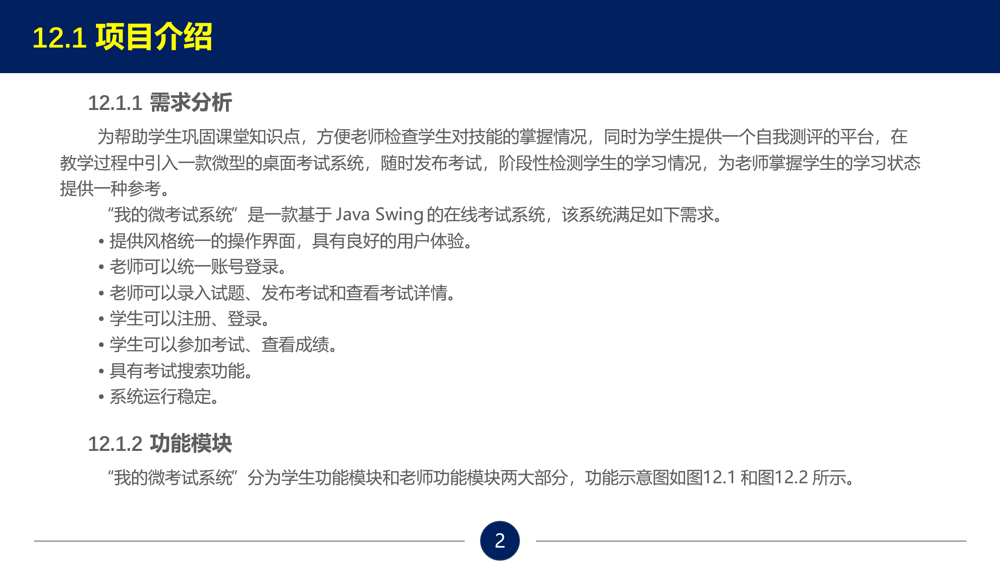 12.1 项目介绍
12.1.1 需求分析
为帮助学生巩固课堂知识点，方便老师检查学生对技能的掌握情况，同时为学生提供一个自我测评的平台，在
教学过程中引入一款微型的桌面考试系统，随时发布考试，阶段性检测学生的学习情况，为老师掌握学生的学习状态
提供一种参考。
“我的微考试系统”是一款基于 Java Swing 的在线考试系统，该系统满足如下需求。
• 提供风格统一的操作界面，具有良好的用户体验。
• 老师可以统一账号登录。
• 老师可以录入试题、发布考试和查看考试详情。
• 学生可以注册、登录。
• 学生可以参加考试、查看成绩。
• 具有考试搜索功能。
• 系统运行稳定。
12.1.2 功能模块
“我的微考试系统”分为学生功能模块和老师功能模块两大部分，功能示意图如图12.1 和图12.2 所示。
2